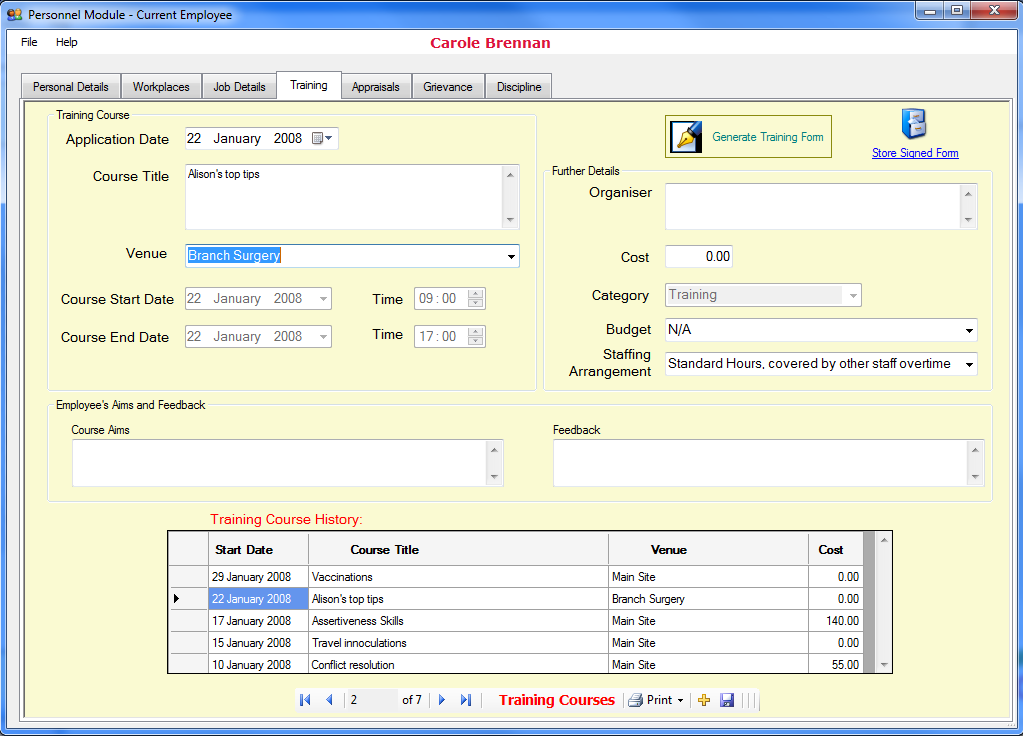 Personnel Module - Current Employee
File Help
Carole Brennan
Personal Details Workplaces Job Details Training Appraisals Grievance Discipline
Training Course
Application Date 22 January 2008
Course Title Alison's top tips
Venue Branch Surgery
Course Start Date 22 January 2008 Time 09:00
Course End Date 22 January 2008 Time 17:00
Generate Training Form
Store Signed Form
Further Details
Organiser
Cost 0.00
Category Training
Budget N/A
Staffing
Arrangement Standard Hours, covered by other staff overtime
Employee's Aims and Feedback
Course Aims
Feedback
Training Course History:
Start Date Course Title Venue Cost
29 January 2008 Vaccinations Main Site 0.00
22 January 2008 Alison's top tips Branch Surgery 0.00
17 January 2008 Assertiveness Skills Main Site 140.00
15 January 2008 Travel innoculations Main Site 0.00
10 January 2008 Conflict resolution Main Site 55.00
2 of 7 Training Courses Print